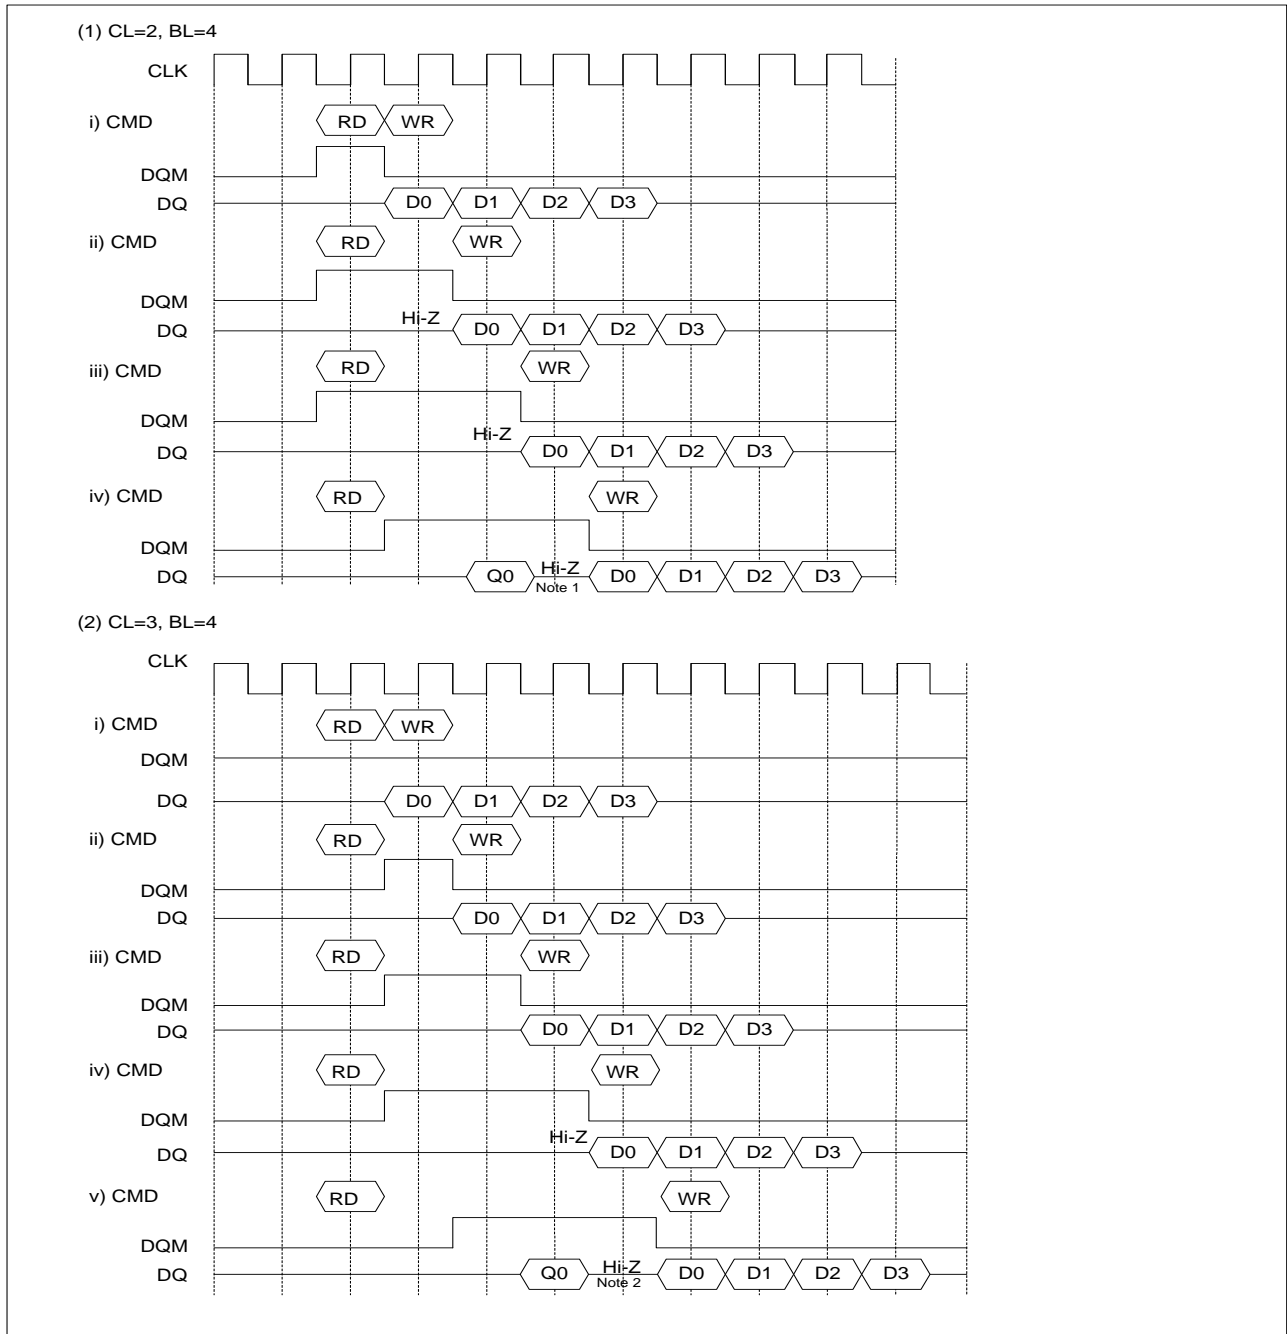 (1) CL=2, BL=4
CLK
i) CMD RD WR
DQM
DQ D0 D1 D2 D3
ii) CMD RD WR
DQM
Hi-Z
DQ D0 D1 D2 D3
iii) CMD RD WR
DQM
Hi-Z
DQ D0 D1 D2 D3
iv) CMD RD WR
DQM
DQ Q0 Hi-Z D0 D1 D2 D3
Note 1
(2) CL=3, BL=4
CLK
i) CMD RD WR
DQM
DQ D0 D1 D2 D3
ii) CMD RD WR
DQM
DQ D0 D1 D2 D3
iii) CMD RD WR
DQM
DQ D0 D1 D2 D3
iv) CMD RD WR
DQM
Hi-Z
DQ D0 D1 D2 D3
v) CMD RD WR
DQM
DQ Q0 Hi-Z D0 D1 D2 D3
Note 2